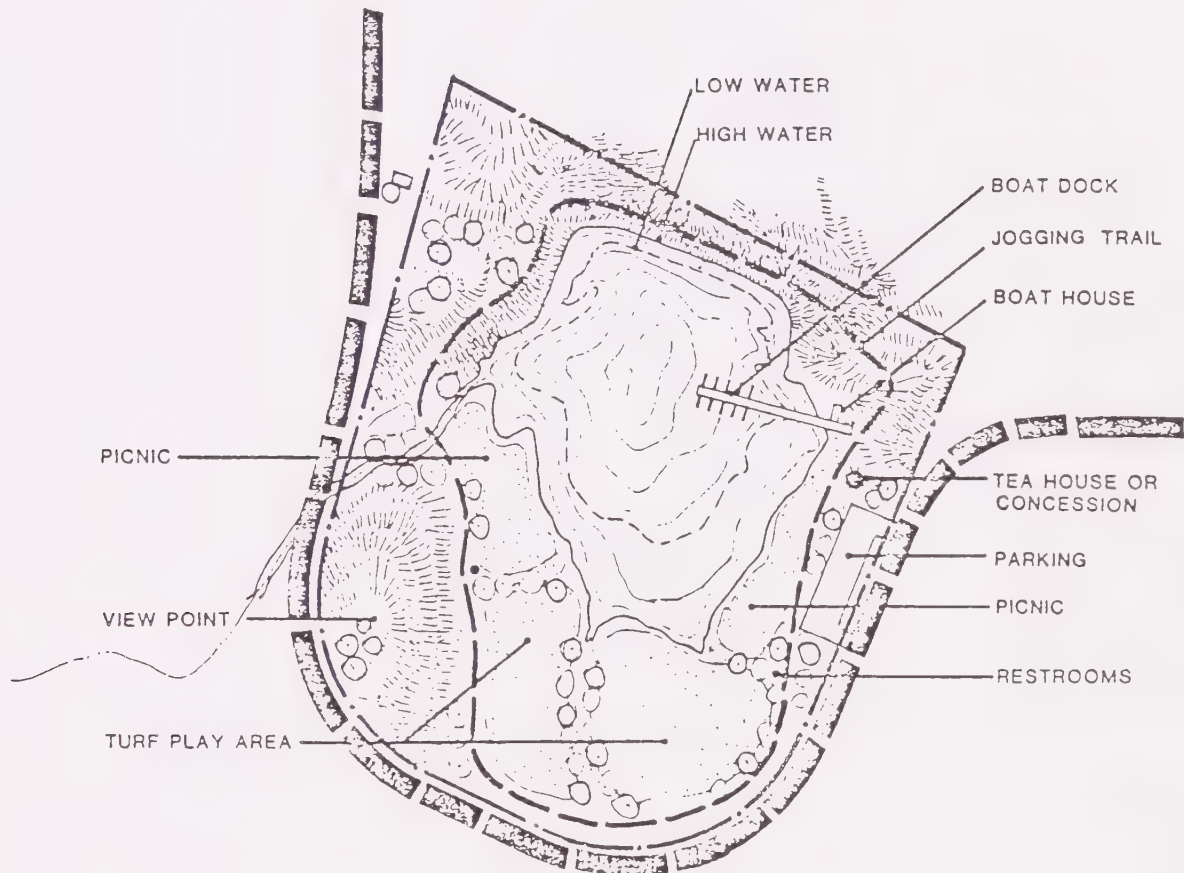 LOW WATER
HIGH WATER
BOAT DOCK
JOGGING TRAIL
BOAT HOUSE
PICNIC
TEA HOUSE OR
CONCESSION
PARKING
VIEW POINT
PICNIC
RESTROOMS
TURF PLAY AREA